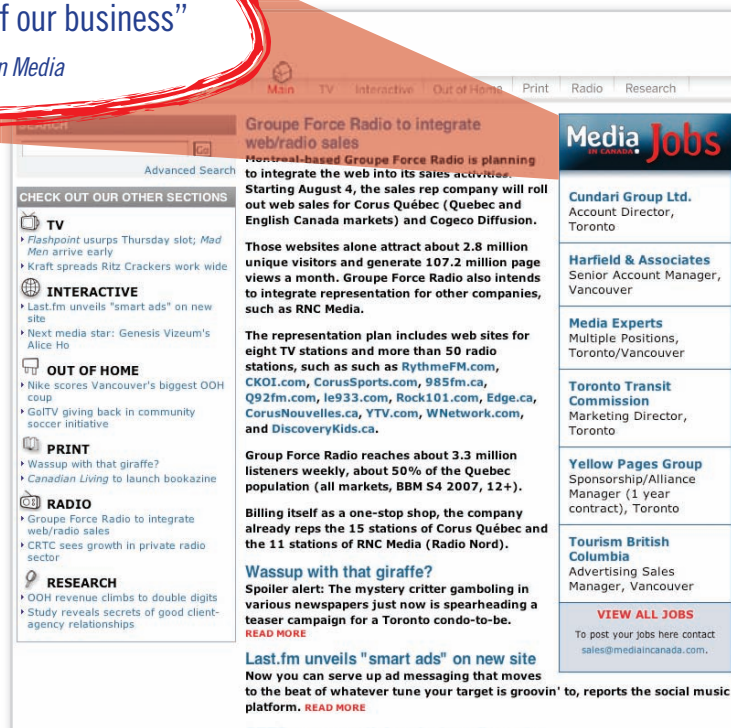 f our business”
n Media
Main TV Interactive Out of Home Print Radio Research
SEARCH
Go
Advanced Search
CHECK OUT OUR OTHER SECTIONS
TV
Flashpoint usurps Thursday slot; Mad
Men arrive early
Kraft spreads Ritz Crackers work wide
INTERACTIVE
Last.fm unveils "smart ads" on new
site
Next media star: Genesis Vizeum's
Alice Ho
OUT OF HOME
Nike scores Vancouver's biggest OOH
coup
GolTV giving back in community
soccer initiative
PRINT
Wassup with that giraffe?
Canadian Living to launch bookazine
RADIO
Groupe Force Radio to integrate
web/radio sales
CRTC sees growth in private radio
sector
RESEARCH
OOH revenue climbs to double digits
Study reveals secrets of good client-
agency relationships
Groupe Force Radio to integrate
web/radio sales
Montreal-based Groupe Force Radio is planning
to integrate the web into its sales activities.
Starting August 4, the sales rep company will roll
out web sales for Corus Québec (Quebec and
English Canada markets) and Cogeco Diffusion.
Those websites alone attract about 2.8 million
unique visitors and generate 107.2 million page
views a month. Groupe Force Radio also intends
to integrate representation for other companies,
such as RNC Media.
The representation plan includes web sites for
eight TV stations and more than 50 radio
stations, such as such as RythmeFM.com,
CKOI.com, CorusSports.com, 985fm.ca,
Q92fm.com, le933.com, Rock101.com, Edge.ca,
CorusNouvelles.ca, YTV.com, WNetwork.com,
and DiscoveryKids.ca.
Group Force Radio reaches about 3.3 million
listeners weekly, about 50% of the Quebec
population (all markets, BBM S4 2007, 12+).
Billing itself as a one-stop shop, the company
already reps the 15 stations of Corus Québec and
the 11 stations of RNC Media (Radio Nord).
Wassup with that giraffe?
Spoiler alert: The mystery critter gamboling in
various newspapers just now is spearheading a
teaser campaign for a Toronto condo-to-be.
READ MORE
Last.fm unveils "smart ads" on new site
Now you can serve up ad messaging that moves
to the beat of whatever tune your target is groovin' to, reports the social music
platform. READ MORE
Media Jobs
IN CANADA
Cundari Group Ltd.
Account Director,
Toronto
Harfield & Associates
Senior Account Manager,
Vancouver
Media Experts
Multiple Positions,
Toronto/Vancouver
Toronto Transit
Commission
Marketing Director,
Toronto
Yellow Pages Group
Sponsorship/Alliance
Manager (1 year
contract), Toronto
Tourism British
Columbia
Advertising Sales
Manager, Vancouver
VIEW ALL JOBS
To post your jobs here contact
sales@mediaincanada.com.